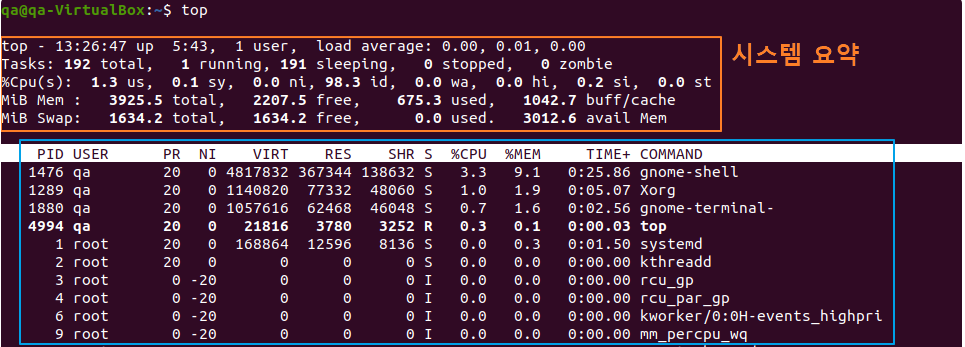 qa@qa-VirtualBox:~$ top
top - 13:26:47 up  5:43,  1 user,  load average: 0.00, 0.01, 0.00
Tasks: 192 total,   1 running, 191 sleeping,   0 stopped,   0 zombie
%Cpu(s):  1.3 us,  0.1 sy,  0.0 ni, 98.3 id,  0.0 wa,  0.0 hi,  0.2 si,  0.0 st
MiB Mem :   3925.5 total,   2207.5 free,    675.3 used,   1042.7 buff/cache
MiB Swap:   1634.2 total,   1634.2 free,      0.0 used.   3012.6 avail Mem
시스템 요약
PID USER      PR  NI    VIRT    RES    SHR S  %CPU  %MEM     TIME+ COMMAND
1476 qa        20   0 4817832 367344 138632 S   3.3   9.1   0:25.86 gnome-shell
1289 qa        20   0 1140820  77332  48060 S   1.0   1.9   0:05.07 Xorg
1880 qa        20   0 1057616  62468  46048 S   0.7   1.6   0:02.56 gnome-terminal-
4994 qa        20   0   21816   3780   3252 R   0.3   0.1   0:00.03 top
1 root      20   0  168864  12596   8136 S   0.0   0.3   0:01.50 systemd
2 root      20   0       0      0      0 S   0.0   0.0   0:00.00 kthreadd
3 root       0 -20       0      0      0 I   0.0   0.0   0:00.00 rcu_gp
4 root       0 -20       0      0      0 I   0.0   0.0   0:00.00 rcu_par_gp
6 root       0 -20       0      0      0 I   0.0   0.0   0:00.00 kworker/0:0H-events_highpri
9 root       0 -20       0      0      0 I   0.0   0.0   0:00.00 mm_percpu_wq